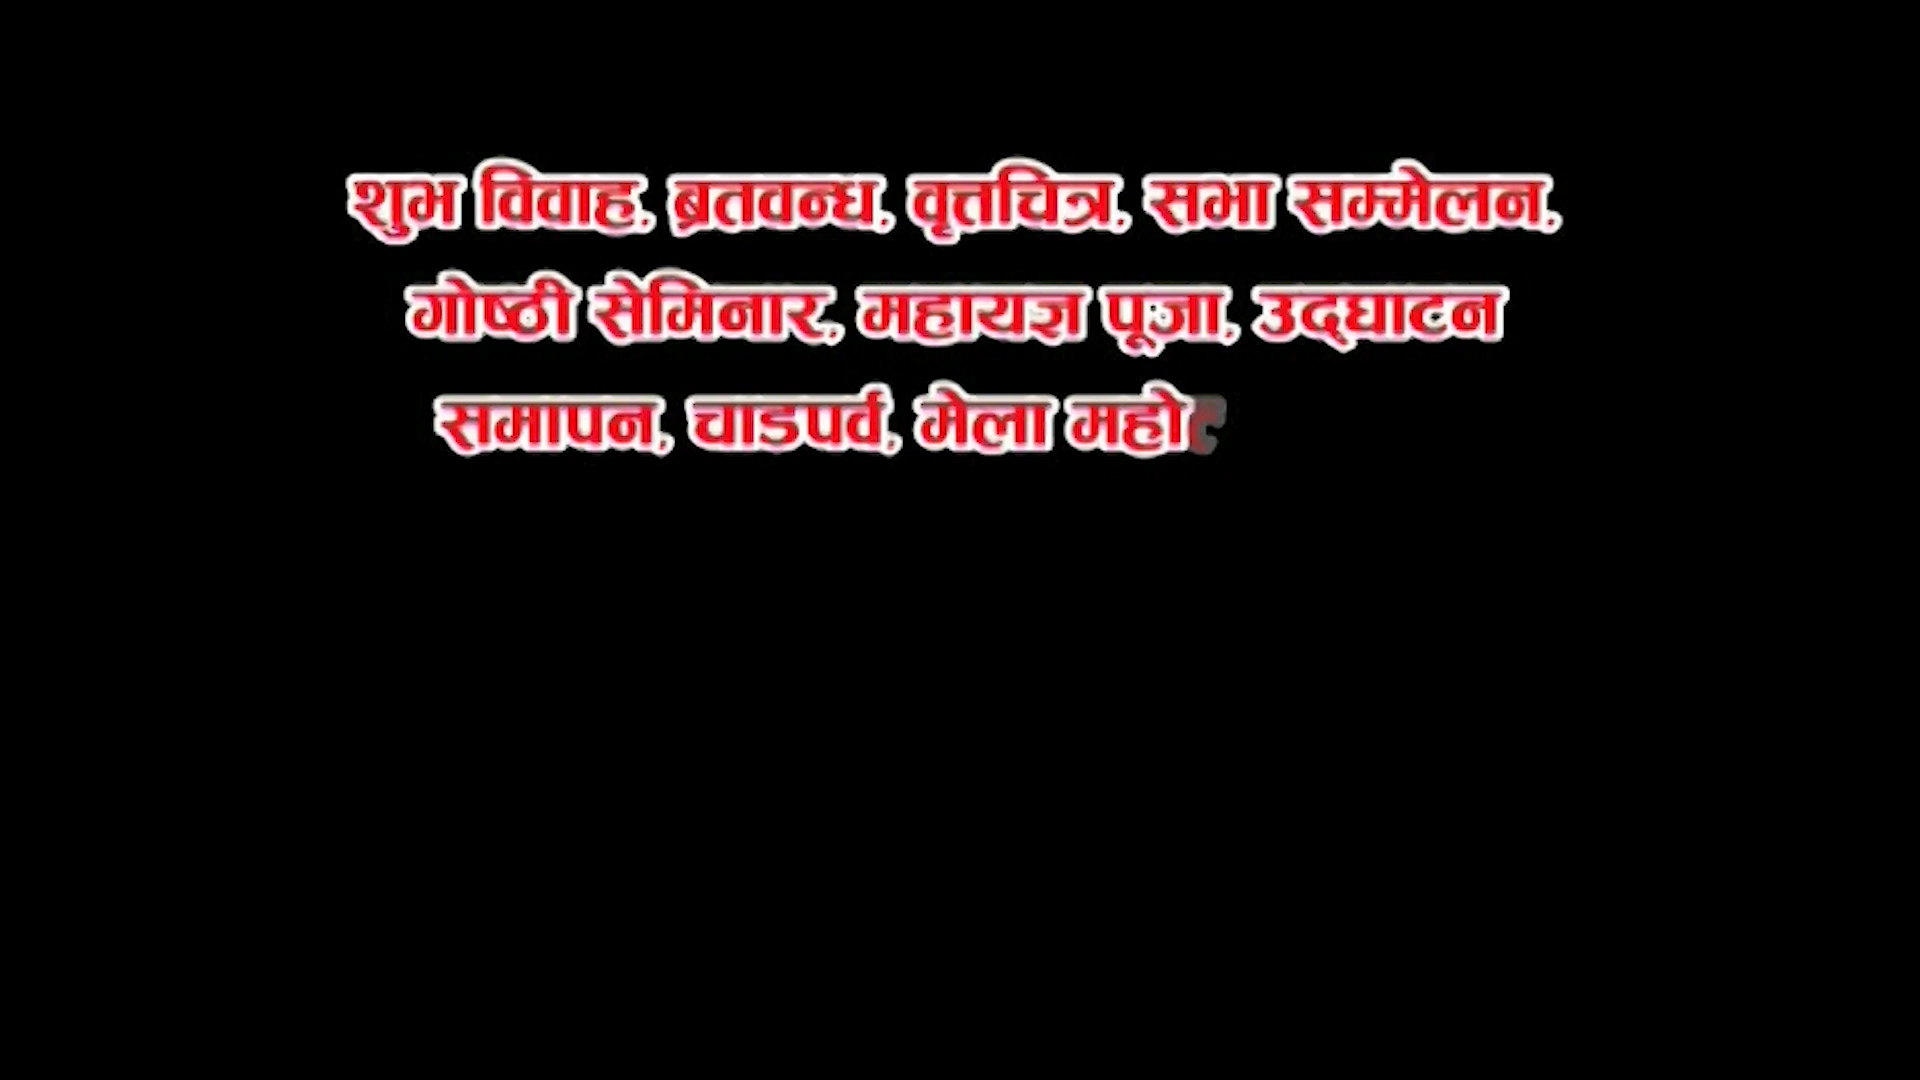 शुभ विवाह, ब्रतवन्ध, वृत्तचित्र, सभा सम्मेलन,
गोष्ठी सेमिनार, महायज्ञ पूजा, उद्घाटन
समापन, चाडपर्व, मेला महो